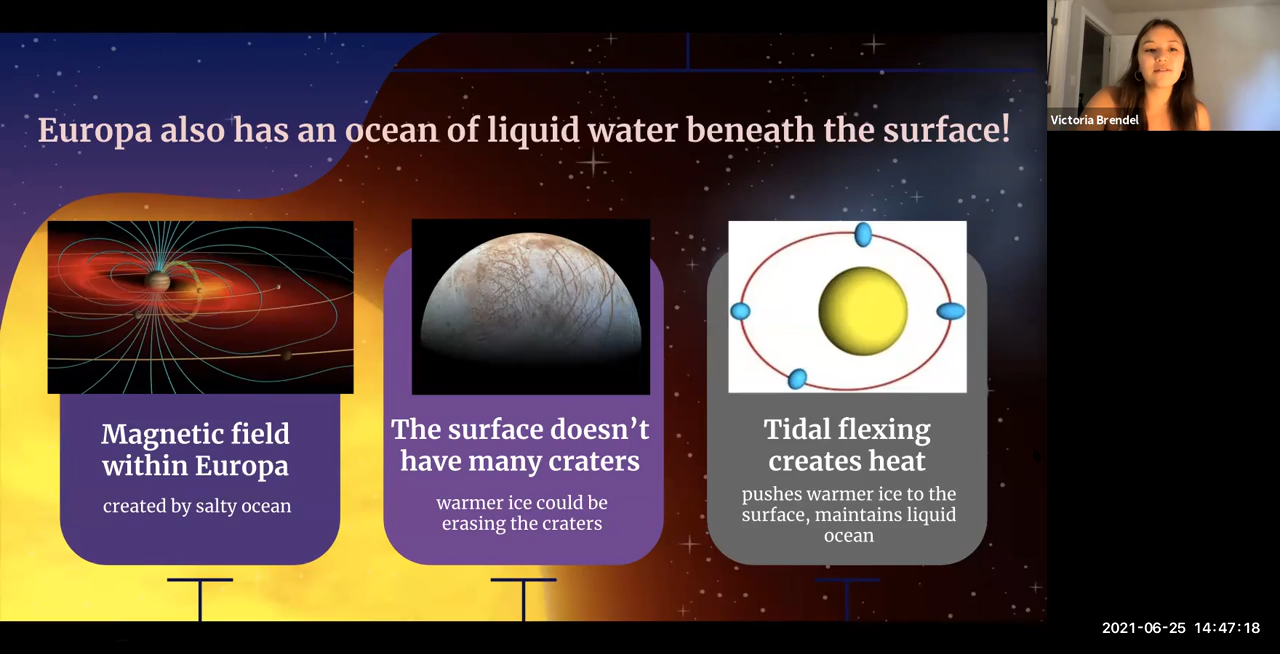 Europa also has an ocean of liquid water beneath the surface!
Victoria Brendel
Magnetic field
within Europa
created by salty ocean
The surface doesn’t
have many craters
warmer ice could be
erasing the craters
Tidal flexing
creates heat
pushes warmer ice to the
surface, maintains liquid
ocean
2021-06-25 14:47:18